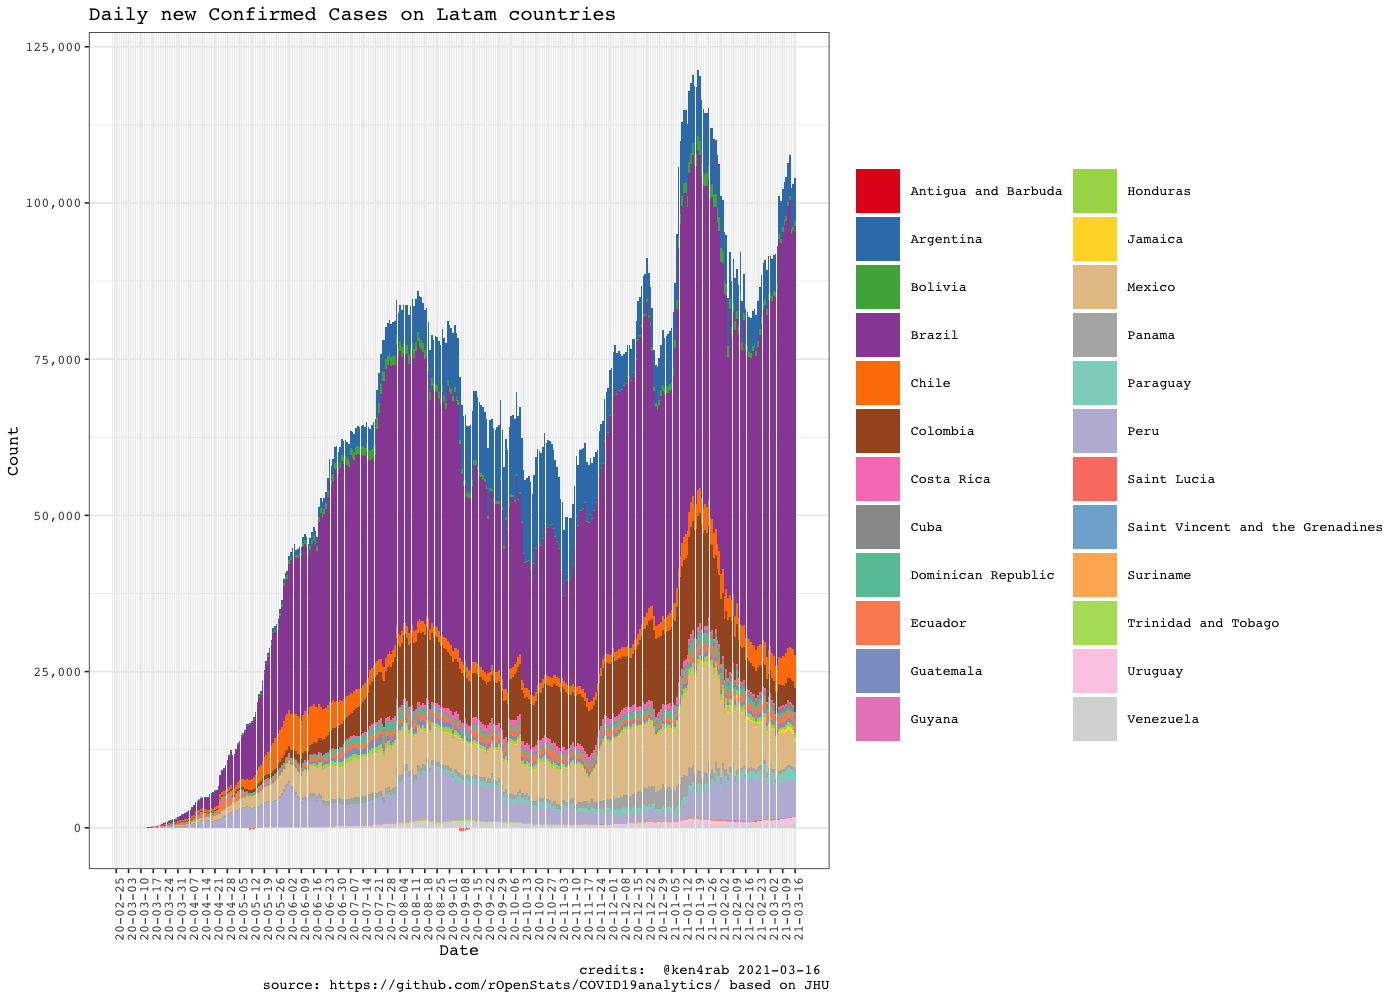 Daily new Confirmed Cases on Latam countries
125,000
100,000
75,000
50,000
25,000
0
Count
20-02-25
20-03-03
20-03-10
20-03-17
20-03-24
20-03-31
20-04-07
20-04-14
20-04-21
20-04-28
20-05-05
20-05-12
20-05-19
20-05-26
20-06-02
20-06-09
20-06-16
20-06-23
20-06-30
20-07-07
20-07-14
20-07-21
20-07-28
20-08-04
20-08-11
20-08-18
20-08-25
20-09-01
20-09-08
20-09-15
20-09-22
20-09-29
20-10-06
20-10-13
20-10-20
20-10-27
20-11-03
20-11-10
20-11-17
20-11-24
20-12-01
20-12-08
20-12-15
20-12-22
20-12-29
21-01-05
21-01-12
21-01-19
21-01-26
21-02-02
21-02-09
21-02-16
21-02-23
21-03-02
21-03-09
21-03-16
Date
Antigua and Barbuda
Argentina
Bolivia
Brazil
Chile
Colombia
Costa Rica
Cuba
Dominican Republic
Ecuador
Guatemala
Guyana
Honduras
Jamaica
Mexico
Panama
Paraguay
Peru
Saint Lucia
Saint Vincent and the Grenadines
Suriname
Trinidad and Tobago
Uruguay
Venezuela
credits:  @ken4rab 2021-03-16
source: https://github.com/rOpenStats/COVID19analytics/ based on JHU